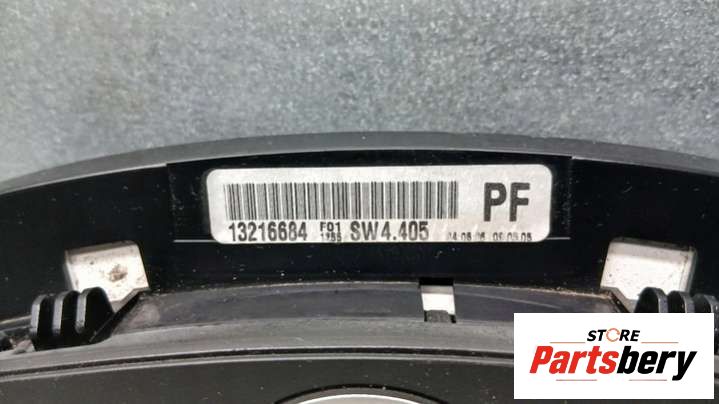 PF
13216684 F01 SW4.405
STORE
Partsbery